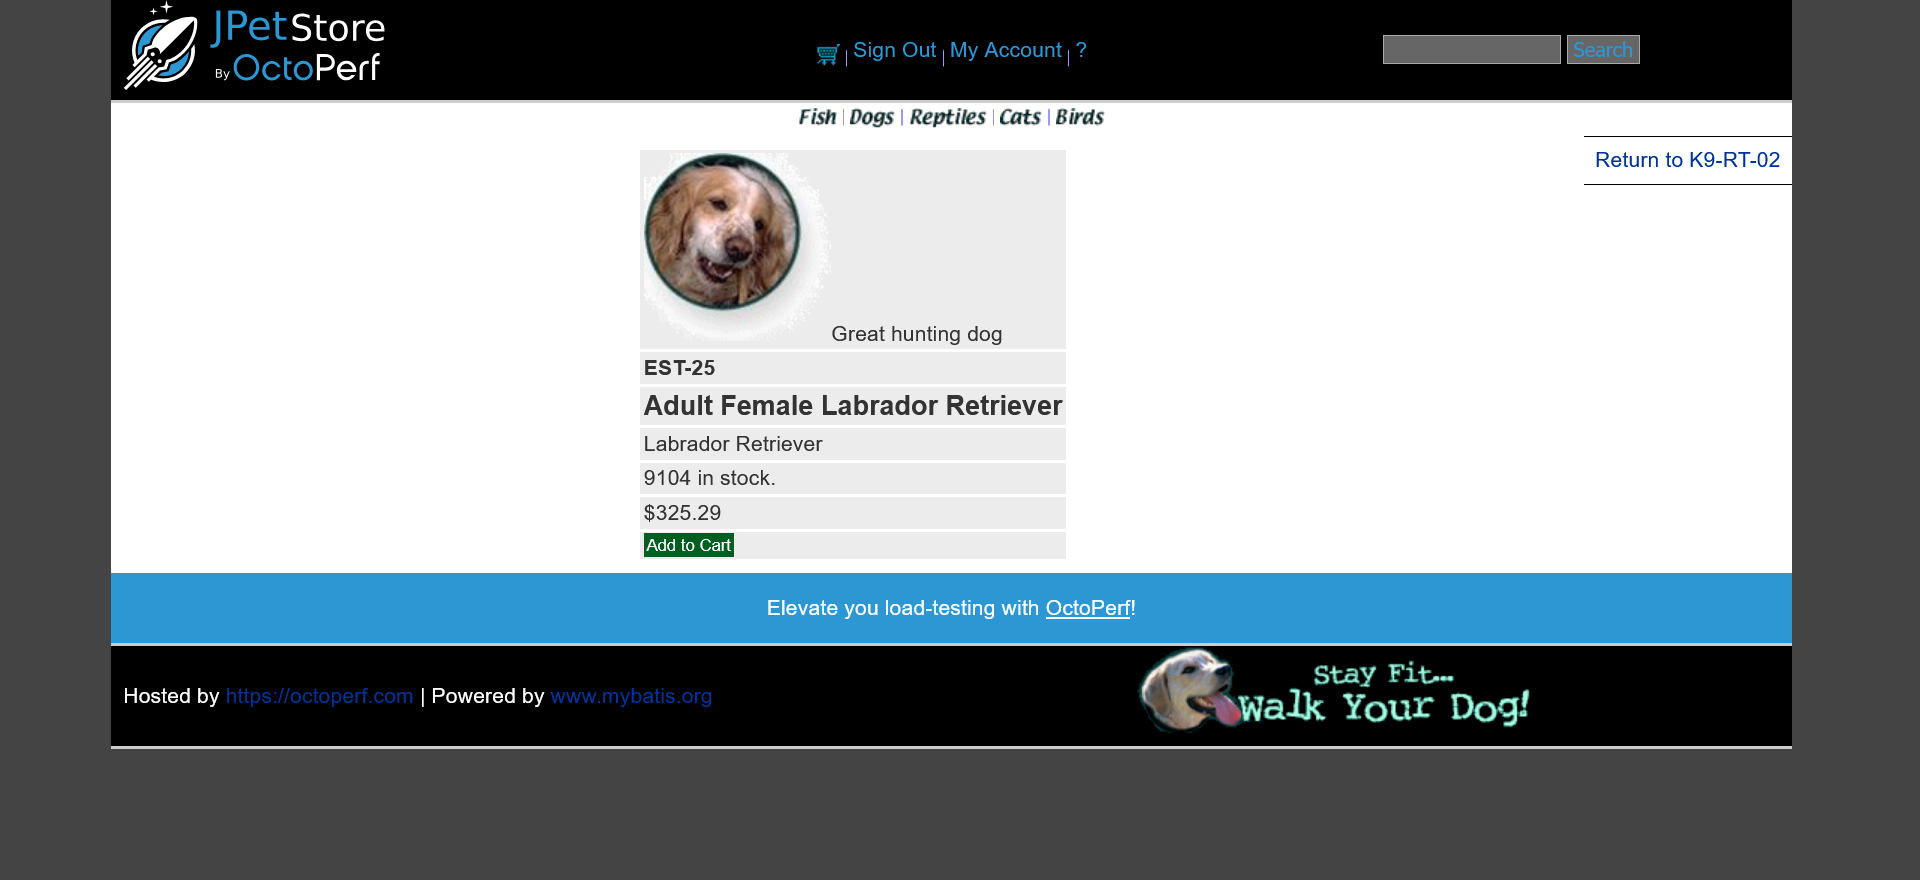 JPetStore
By OctoPerf
Sign Out | My Account | ?
Search
Fish | Dogs | Reptiles | Cats | Birds
Return to K9-RT-02
Great hunting dog
EST-25
Adult Female Labrador Retriever
Labrador Retriever
9104 in stock.
$325.29
Add to Cart
Elevate you load-testing with OctoPerf!
Hosted by https://octoperf.com | Powered by www.mybatis.org
Stay Fit...
Walk Your Dog!